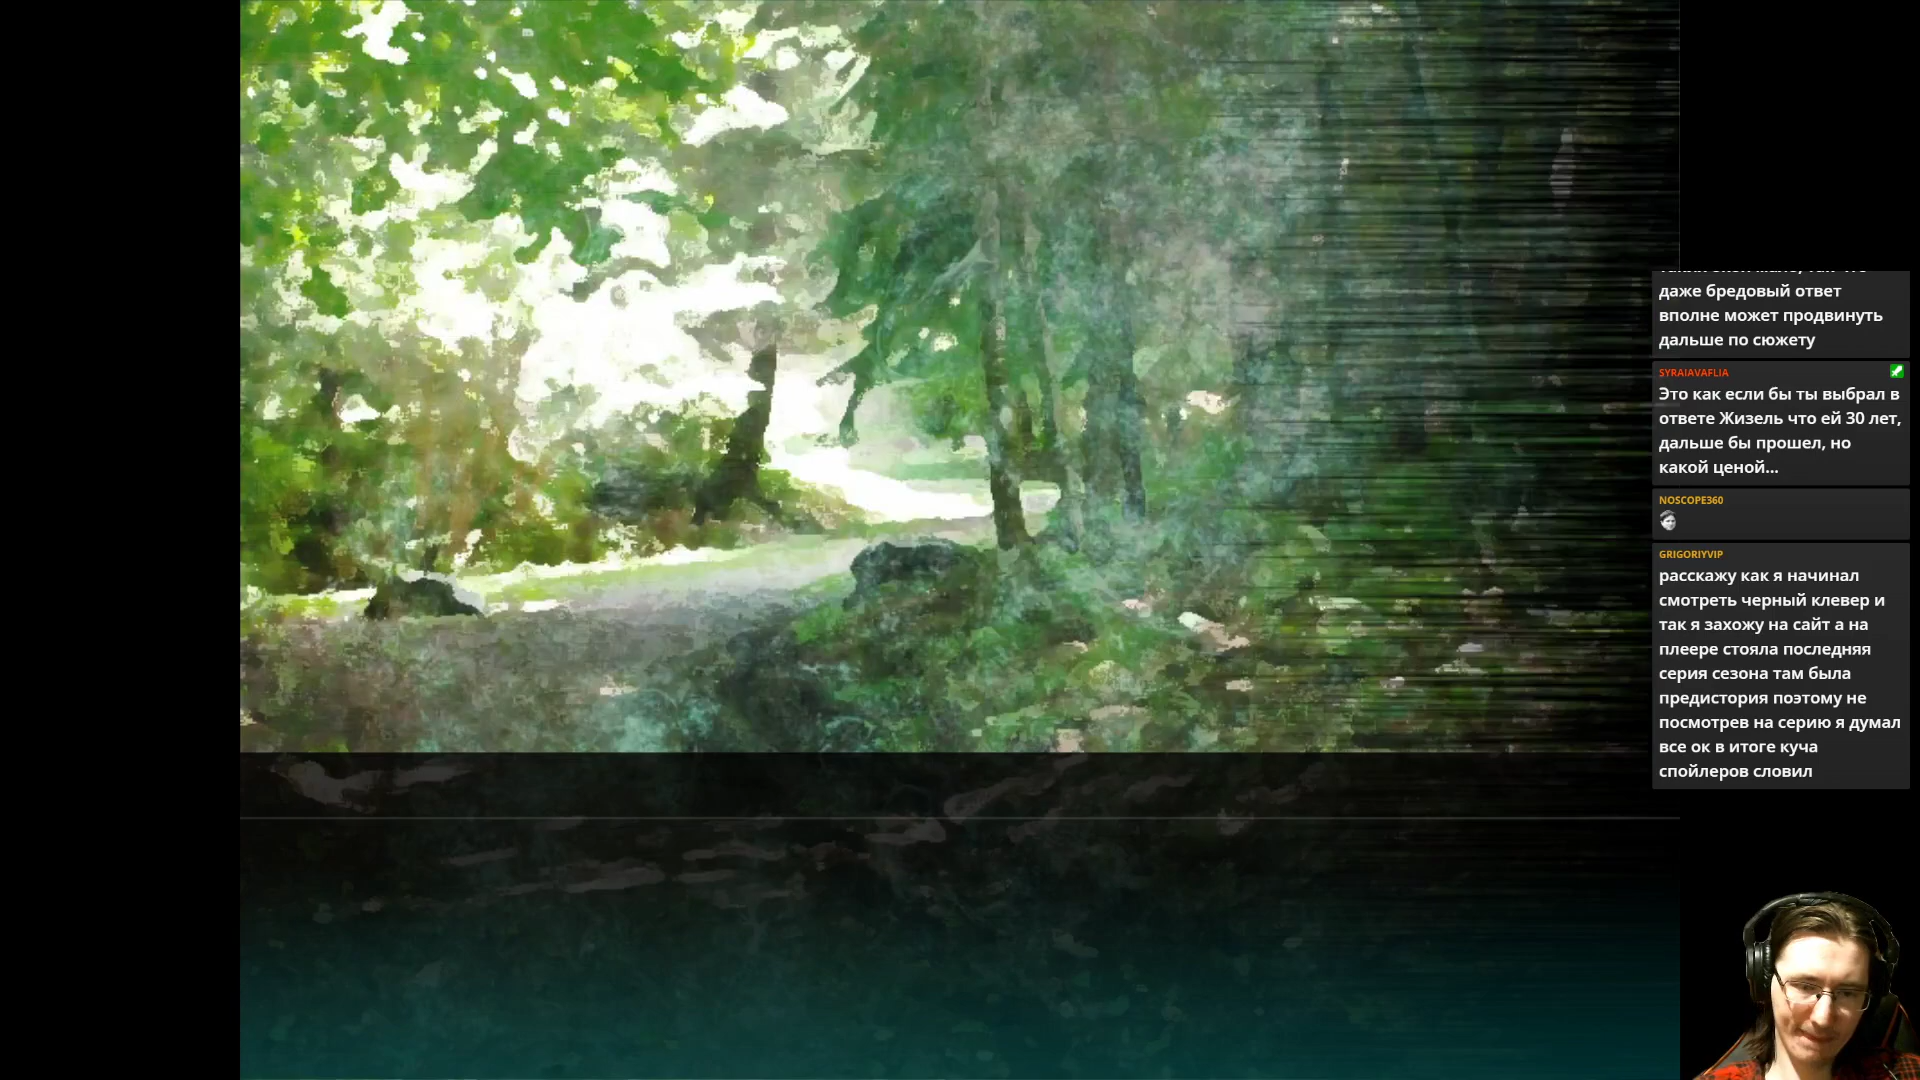 даже бредовый ответ
вполне может продвинуть
дальше по сюжету
SYRAIAVAFLIA
Это как если бы ты выбрал в
ответе Жизель что ей 30 лет,
дальше бы прошел, но
какой ценой...
NOSCOPE360
GRIGORIYVIP
расскажу как я начинал
смотреть черный клевер и
так я захожу на сайт а на
плеере стояла последняя
серия сезона там была
предистория поэтому не
посмотрев на серию я думал
все ок в итоге куча
спойлеров словил